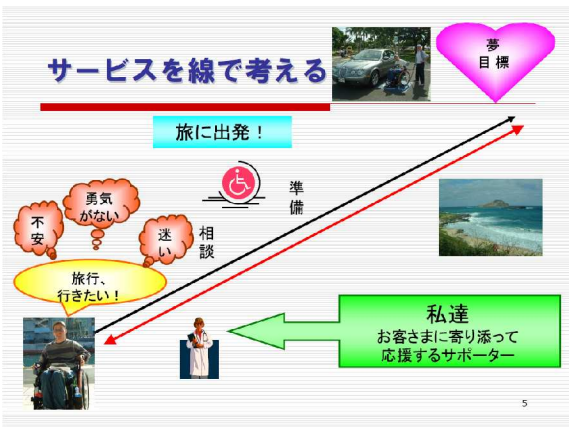 サービスを線で考える
夢
目標
旅に出発！
勇気
がない
不
安
迷
い
相
談
準
備
旅行、
行きたい！
私達
お客さまに寄り添って
応援するサポーター
5